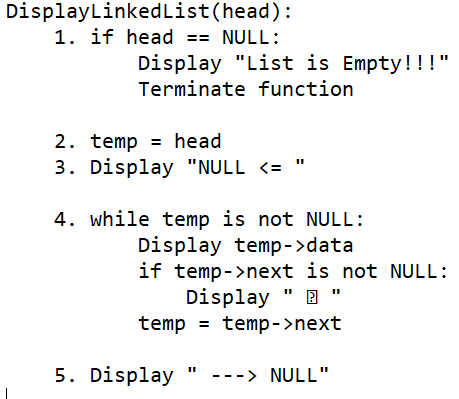 DisplayLinkedList(head):
    1. if head == NULL:
           Display "List is Empty!!!"
           Terminate function
    2. temp = head
    3. Display "NULL <= "
    4. while temp is not NULL:
           Display temp->data
           if temp->next is not NULL:
               Display " "
           temp = temp->next
    5. Display " ---> NULL"